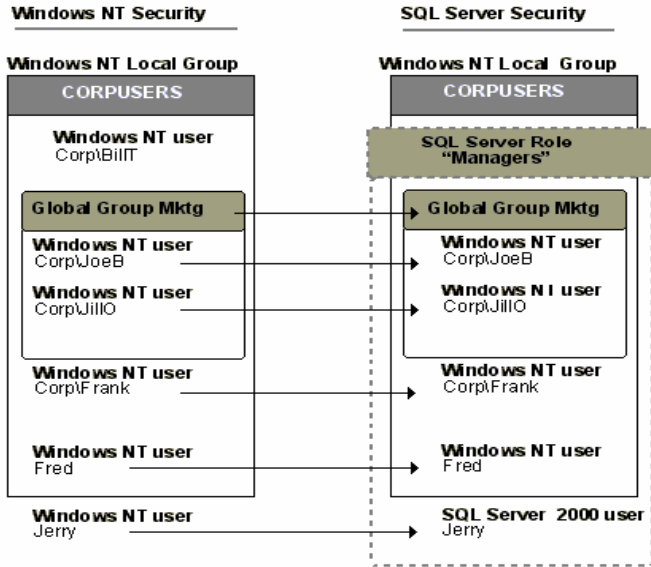 Windows NT Security
SQL Server Security
Windows NT Local Group
Windows NT Local Group
CORPUSERS
CORPUSERS
Windows NT user
Corp\BillT
SQL Server Role
“Managers”
Global Group Mktg
Global Group Mktg
Windows NT user
Corp\JoeB
Windows NT user
Corp\JoeB
Windows NT user
Corp\JillO
Windows NT user
Corp\JillO
Windows NT user
Corp\Frank
Windows NT user
Corp\Frank
Windows NT user
Fred
Windows NT user
Fred
Windows NT user
Jerry
SQL Server 2000 user
Jerry